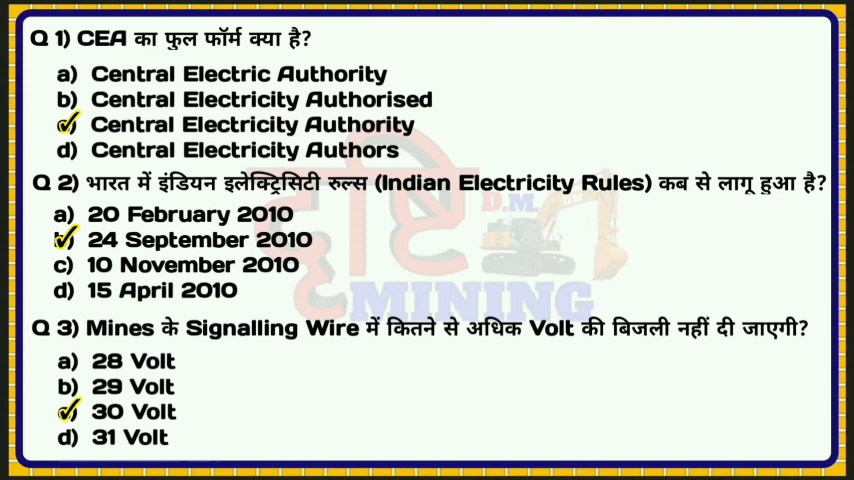 Q 1) CEA का फुल फॉर्म क्या है?
a) Central Electric Authority
b) Central Electricity Authorised
Central Electricity Authority
d) Central Electricity Authors
Q 2) भारत में इंडियन इलेक्ट्रिसिटी रुल्स (Indian Electricity Rules) कब से लागू हुआ है?
a) 20 February 2010
24 September 2010
c) 10 November 2010
d) 15 April 2010
Q 3) Mines के Signalling Wire में कितने से अधिक Volt की बिजली नहीं दी जाएगी?
a) 28 Volt
b) 29 Volt
30 Volt
d) 31 Volt
दृष्टि
D.M.
MINING